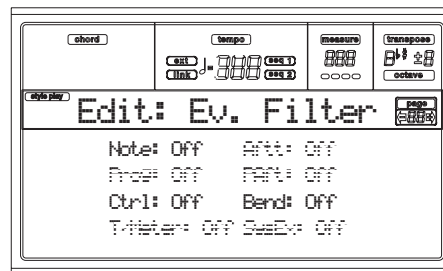 chord tempo measure transpose
ext seq 1
link seq 2
octave
style play page
Edit: Ev. Filter
Note: Off Aftt: Off
Prog: Off PAft: Off
Ctrl: Off Bend: Off
T/Meter: Off SysEx: Off